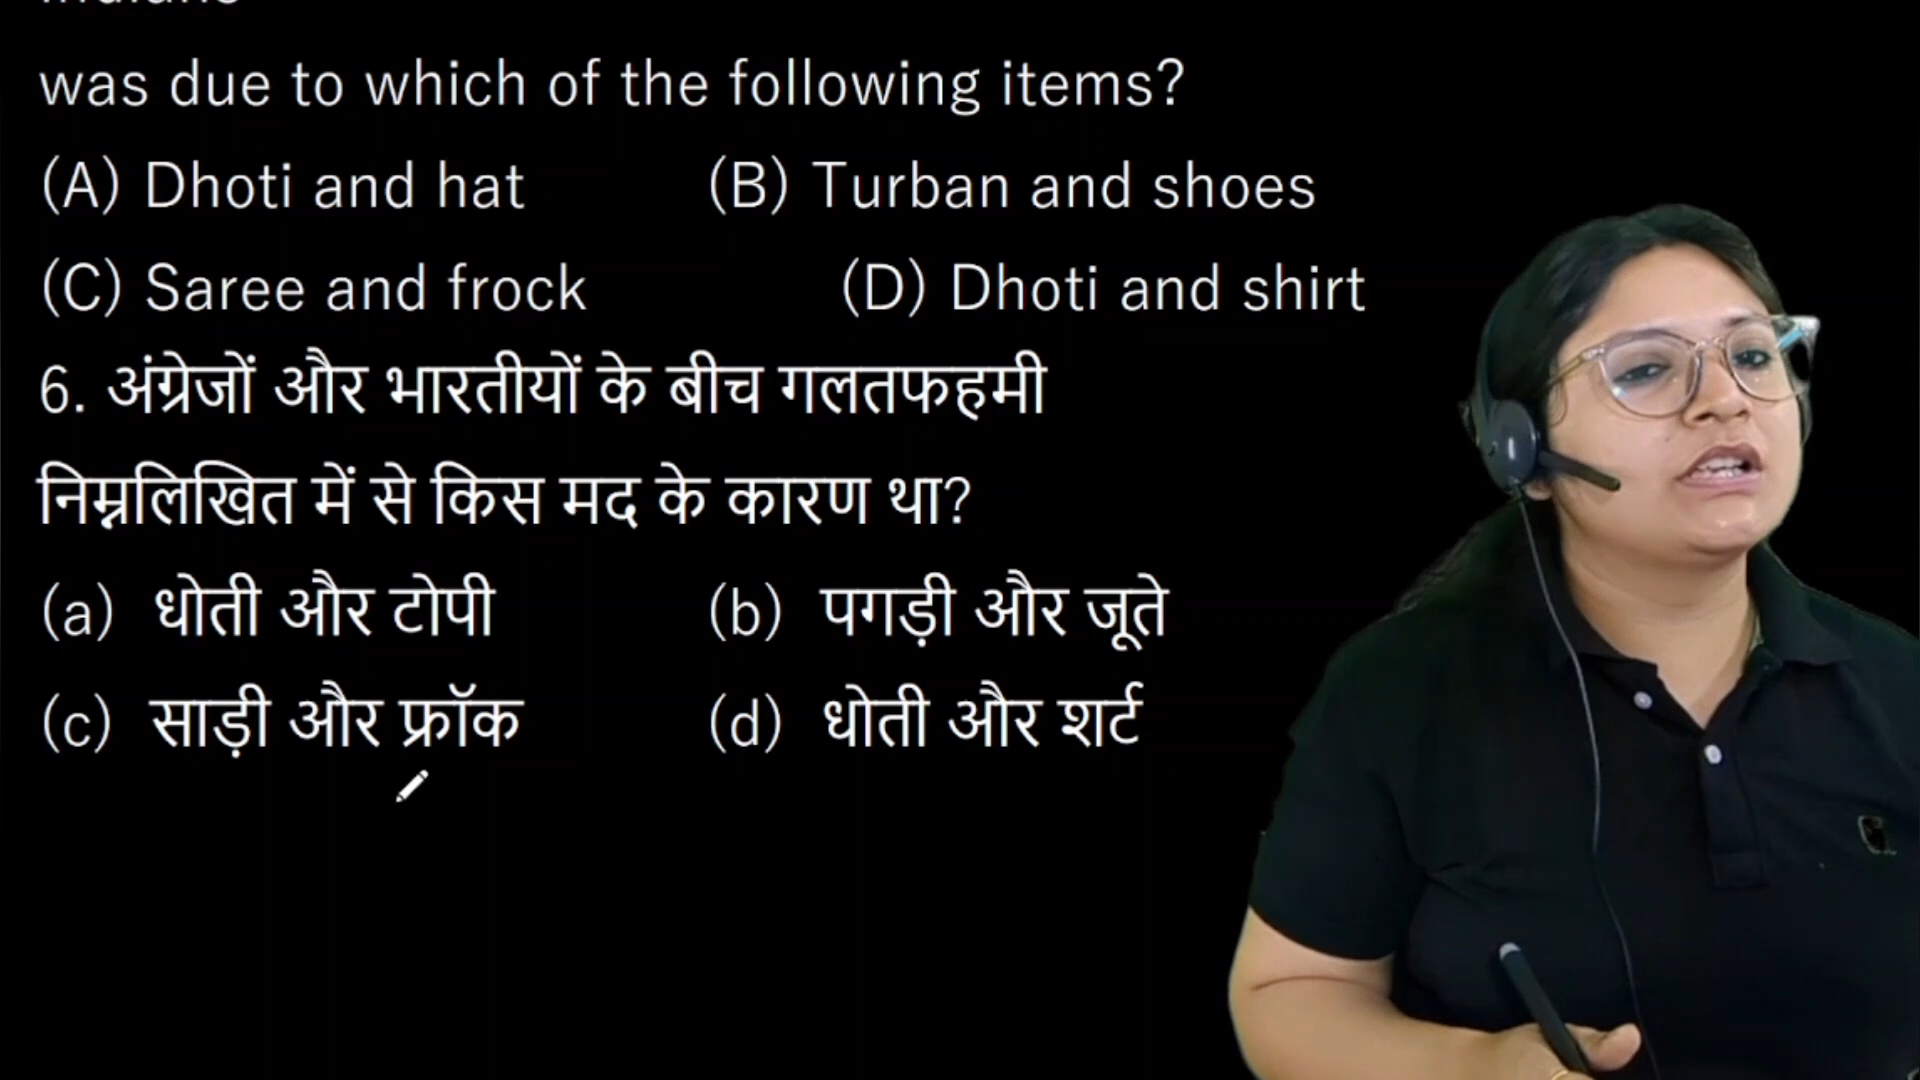 was due to which of the following items?
(A) Dhoti and hat (B) Turban and shoes
(C) Saree and frock (D) Dhoti and shirt
6. अंग्रेजों और भारतीयों के बीच गलतफहमी
निम्नलिखित में से किस मद के कारण था?
(a) धोती और टोपी (b) पगड़ी और जूते
(c) साड़ी और फ्रॉक (d) धोती और शर्ट